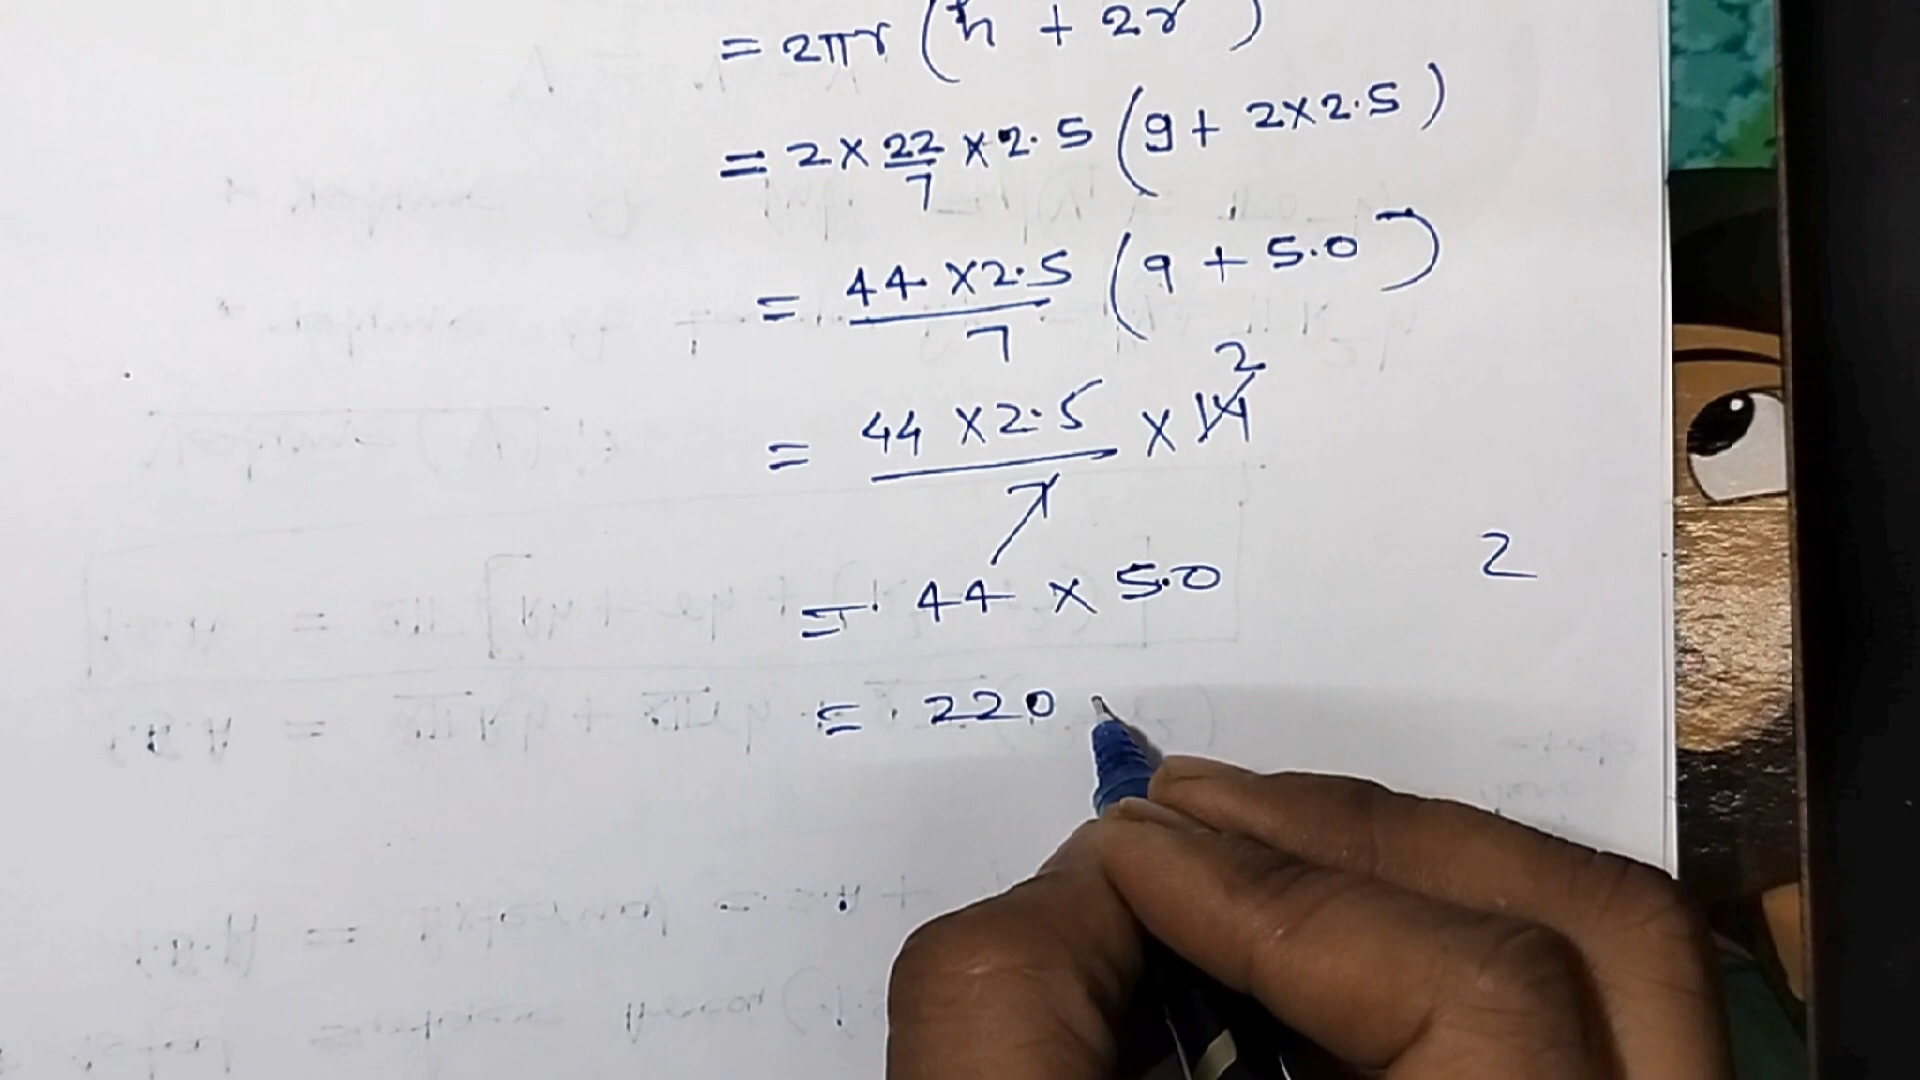 = 2πr (h + 2r)
= 2 × 22/7 × 2.5 (9 + 2×2.5)
= 44 × 2.5/7 (9 + 5.0)
= 44 × 2.5/7 × 14 2
= 44 × 5.0
2
= 220